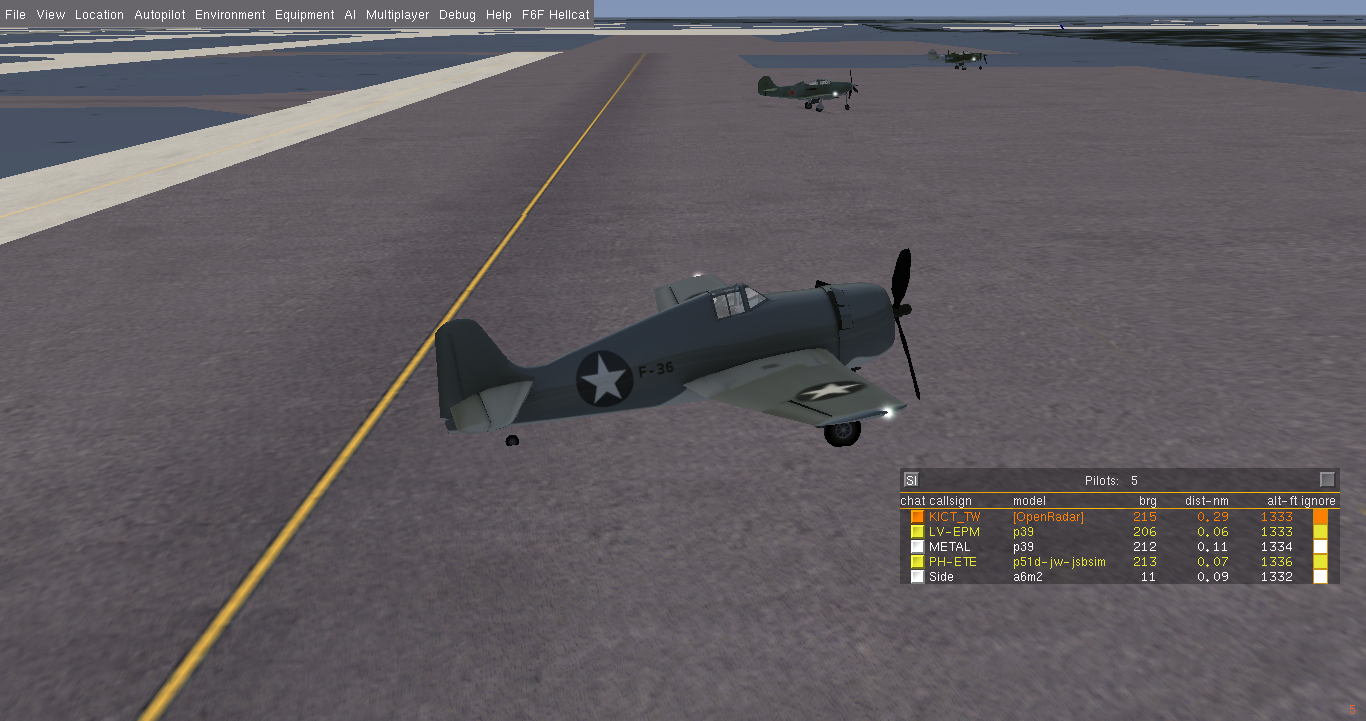 File View Location Autopilot Environment Equipment AI Multiplayer Debug Help F6F Hellcat
F-36
SI Pilots: 5
chat callsign model brg dist-nm alt-ft ignore
KICT_TW [OpenRadar] 215 0.29 1333
LV-EPM p39 206 0.06 1333
METAL p39 212 0.11 1334
PH-ETE p51d-jw-jsbsim 213 0.07 1336
Side a6m2 11 0.09 1332
5